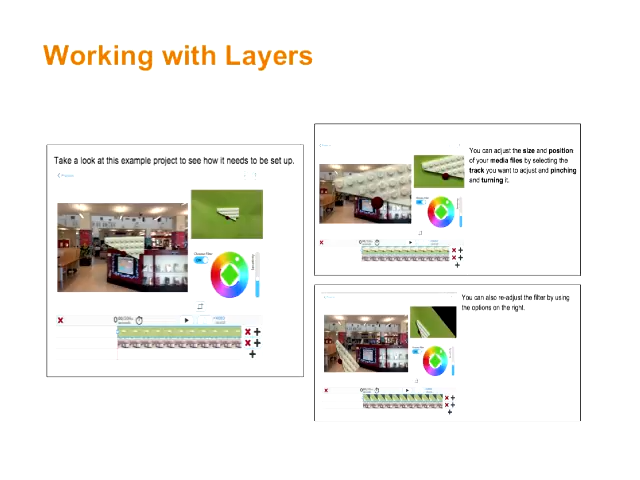 Working with Layers
Take a look at this example project to see how it needs to be set up.
You can adjust the size and position
of your media files by selecting the
track you want to adjust and pinching
and turning it.
You can also re-adjust the filter by using
the options on the right.